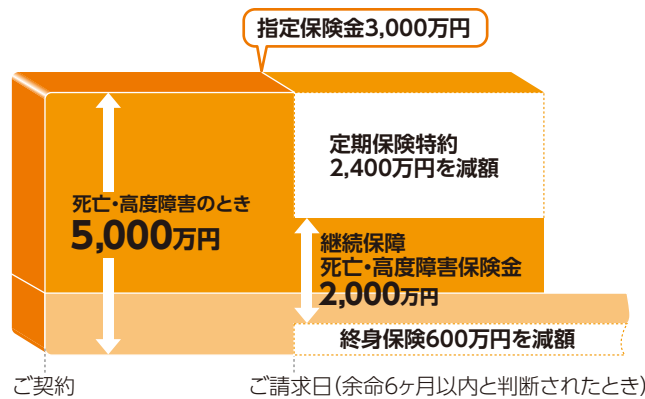 指定保険金3,000万円
定期保険特約
2,400万円を減額
死亡・高度障害のとき
5,000万円
継続保障
死亡・高度障害保険金
2,000万円
終身保険600万円を減額
ご契約
ご請求日(余命6ヶ月以内と判断されたとき)